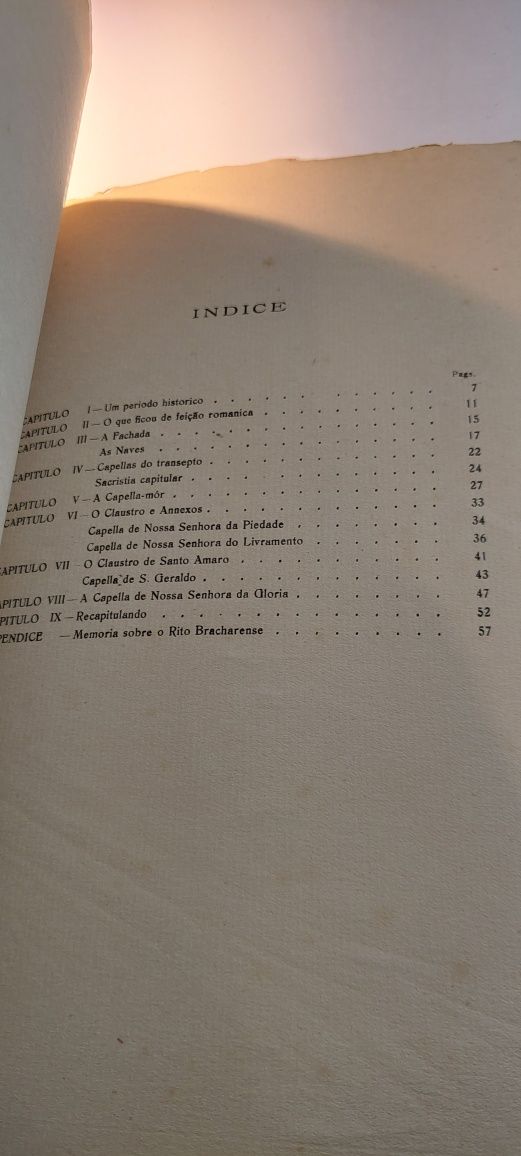 INDICE
Pags.
CAPITULO I — Um periodo historico . . . . . . . . . . 7
CAPITULO II — O que ficou de feição romanica . . . . . . . . 11
CAPITULO III — A Fachada . . . . . . . . . . . . 15
As Naves . . . . . . . . . . . . 17
CAPITULO IV — Capellas do transepto . . . . . . . . . . 22
Sacristia capitular . . . . . . . . . . . 24
CAPITULO V — A Capella-mór . . . . . . . . . . . . 27
CAPITULO VI — O Claustro e Annexos . . . . . . . . . . 33
Capella de Nossa Senhora da Piedade . . . . . . . 34
Capella de Nossa Senhora do Livramento . . . . . . 36
CAPITULO VII — O Claustro de Santo Amaro . . . . . . . . . 41
Capella de S. Geraldo . . . . . . . . . . . 43
APITULO VIII — A Capella de Nossa Senhora da Gloria . . . . . . . 47
PITULO IX — Recapitulando . . . . . . . . . . . . 52
PENDICE — Memoria sobre o Rito Bracharense . . . . . . . . 57